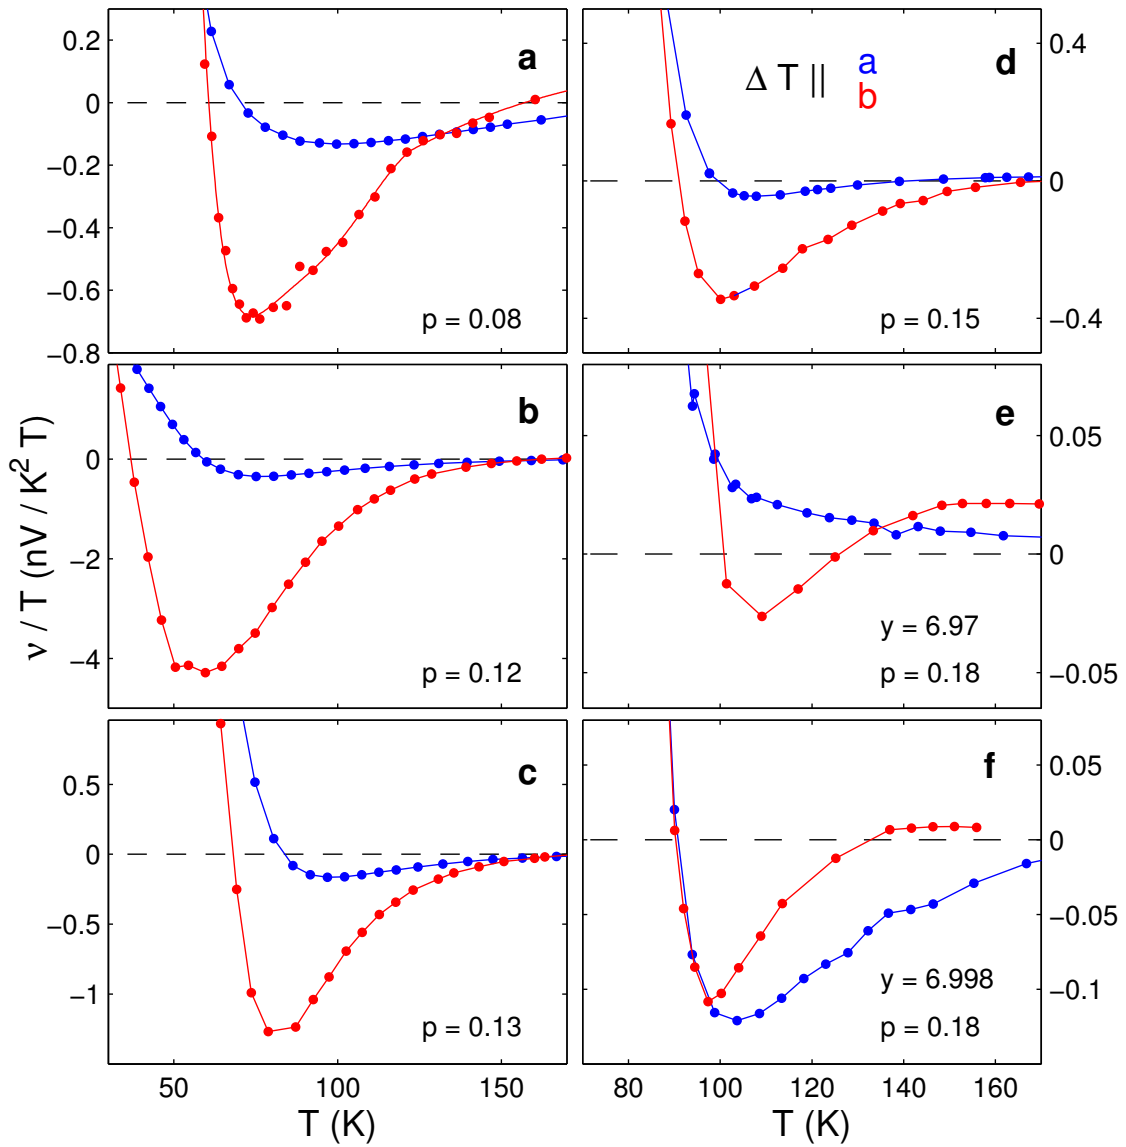 ν / T (nV / K² T)
0.2
0
−0.2
−0.4
−0.6
−0.8
a
p = 0.08
0
−2
−4
b
p = 0.12
0.5
0
−0.5
−1
c
p = 0.13
50
100
150
T (K)
Δ T ||
a
b
d
0.4
0
−0.4
p = 0.15
e
0.05
0
−0.05
y = 6.97
p = 0.18
f
0.05
0
−0.05
−0.1
y = 6.998
p = 0.18
80
100
120
140
160
T (K)